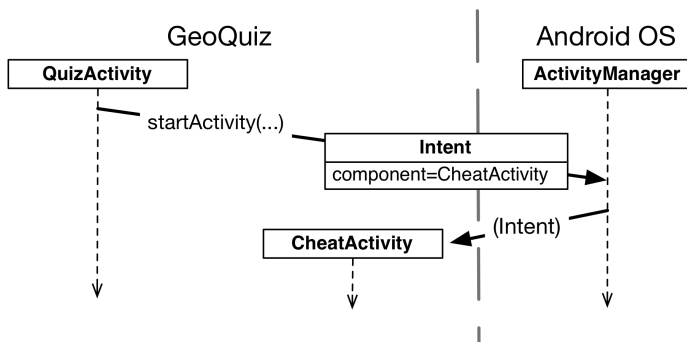 GeoQuiz
Android OS
QuizActivity
ActivityManager
startActivity(...)
Intent
component=CheatActivity
(Intent)
CheatActivity